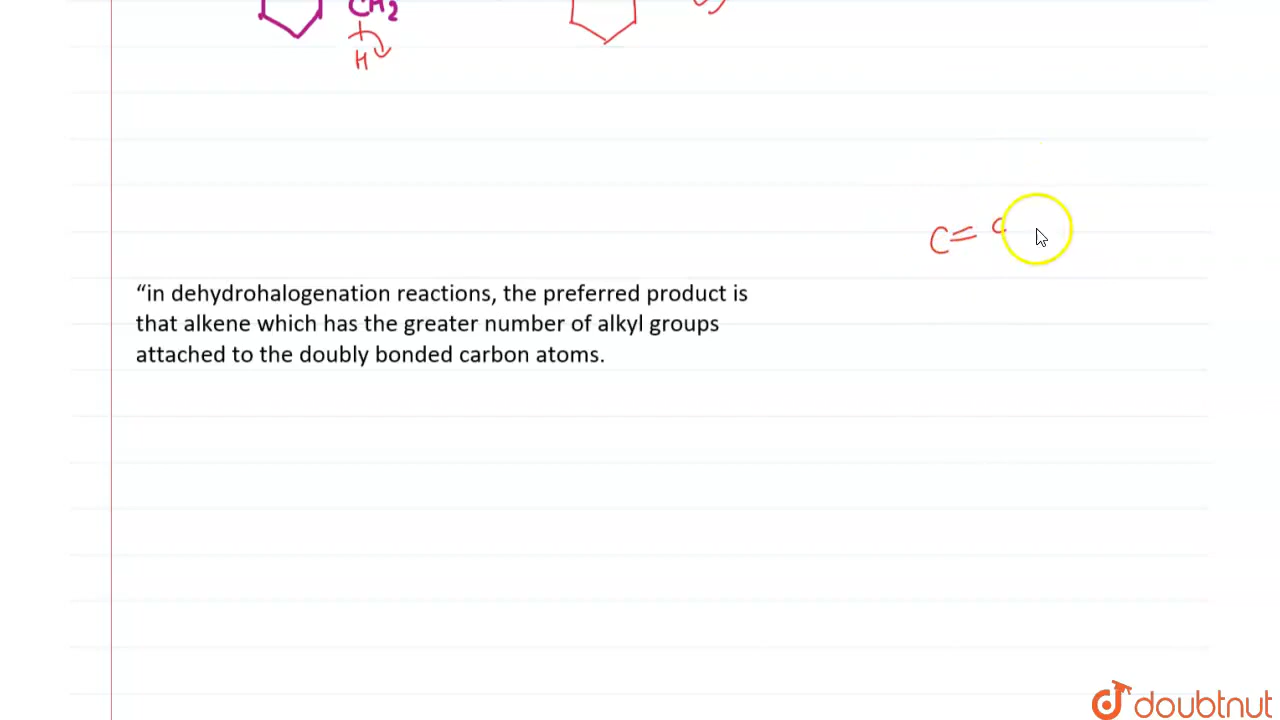 CH2
H
C=C
“in dehydrohalogenation reactions, the preferred product is
that alkene which has the greater number of alkyl groups
attached to the doubly bonded carbon atoms.
doubtnut